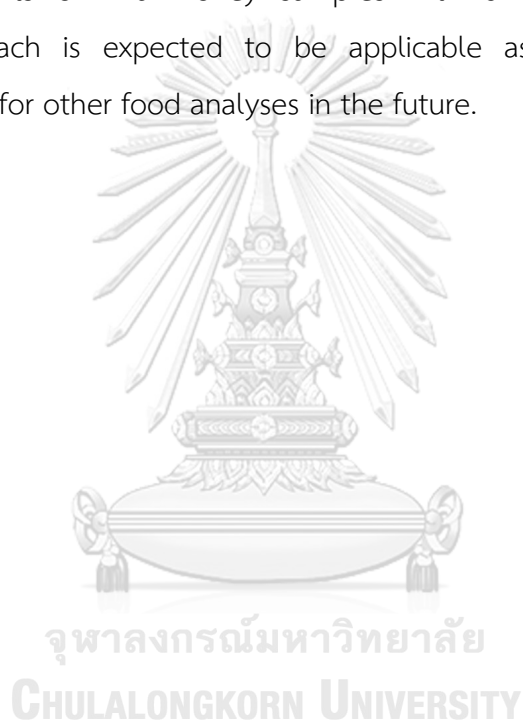 ach is expected to be applicable as
for other food analyses in the future.
จุฬาลงกรณ์มหาวิทยาลัย
CHULALONGKORN UNIVERSITY